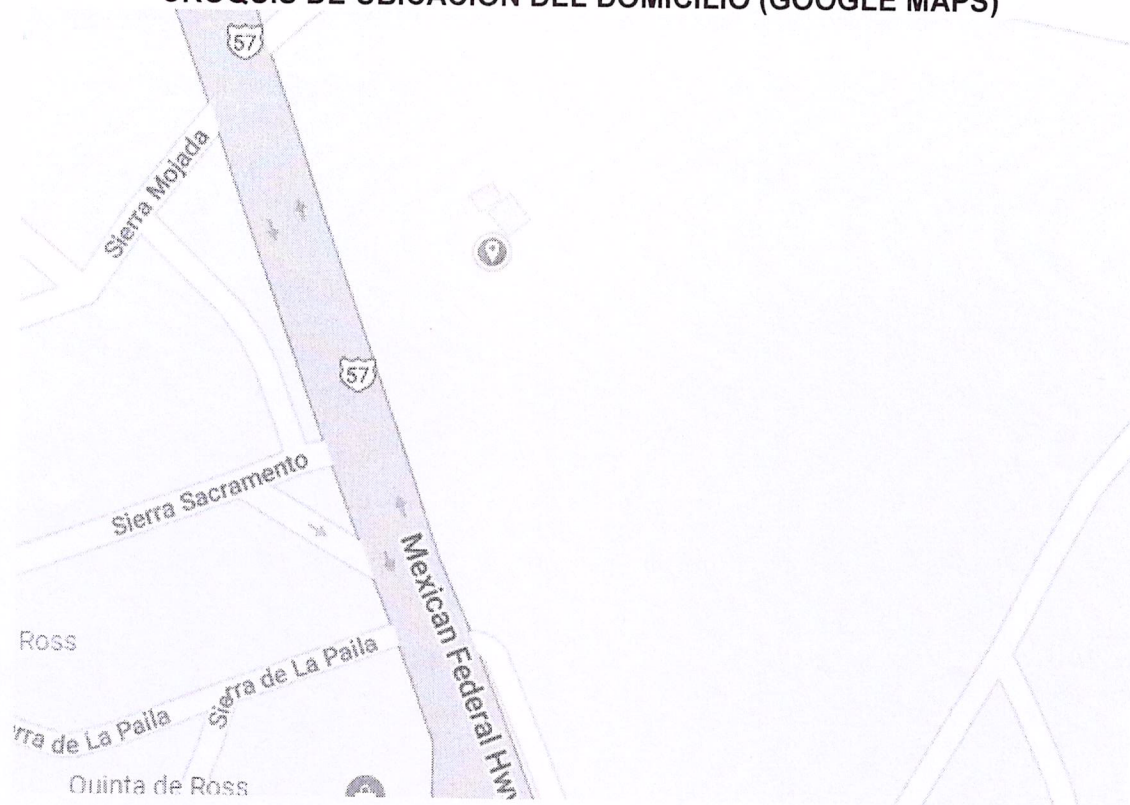 CROQUIS DE UBICACIÓN DEL DOMICILIO (GOOGLE MAPS)
57
Sierra Mojada
57
Sierra Sacramento
Mexican Federal Hwy
Ross
Sierra de La Paila
rra de La Paila
Quinta de Ross